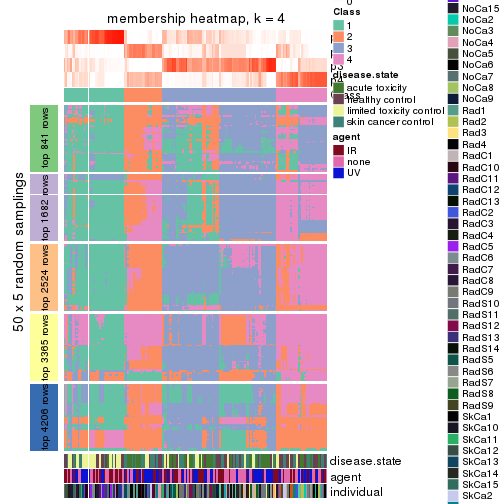 membership heatmap, k = 4
50 x 5 random samplings
top 841 rows
top 1682 rows
top 2524 rows
top 3365 rows
top 4206 rows
disease.state
agent
individual
Class
1
2
3
4
disease.state
acute toxicity
healthy control
limited toxicity control
skin cancer control
agent
IR
none
UV
NoCa15
NoCa2
NoCa3
NoCa4
NoCa5
NoCa6
NoCa7
NoCa8
NoCa9
Rad1
Rad2
Rad3
Rad4
RadC1
RadC10
RadC11
RadC12
RadC13
RadC2
RadC3
RadC4
RadC5
RadC6
RadC7
RadC8
RadC9
RadS10
RadS11
RadS12
RadS13
RadS14
RadS5
RadS6
RadS7
RadS8
RadS9
SkCa1
SkCa10
SkCa11
SkCa12
SkCa13
SkCa14
SkCa15